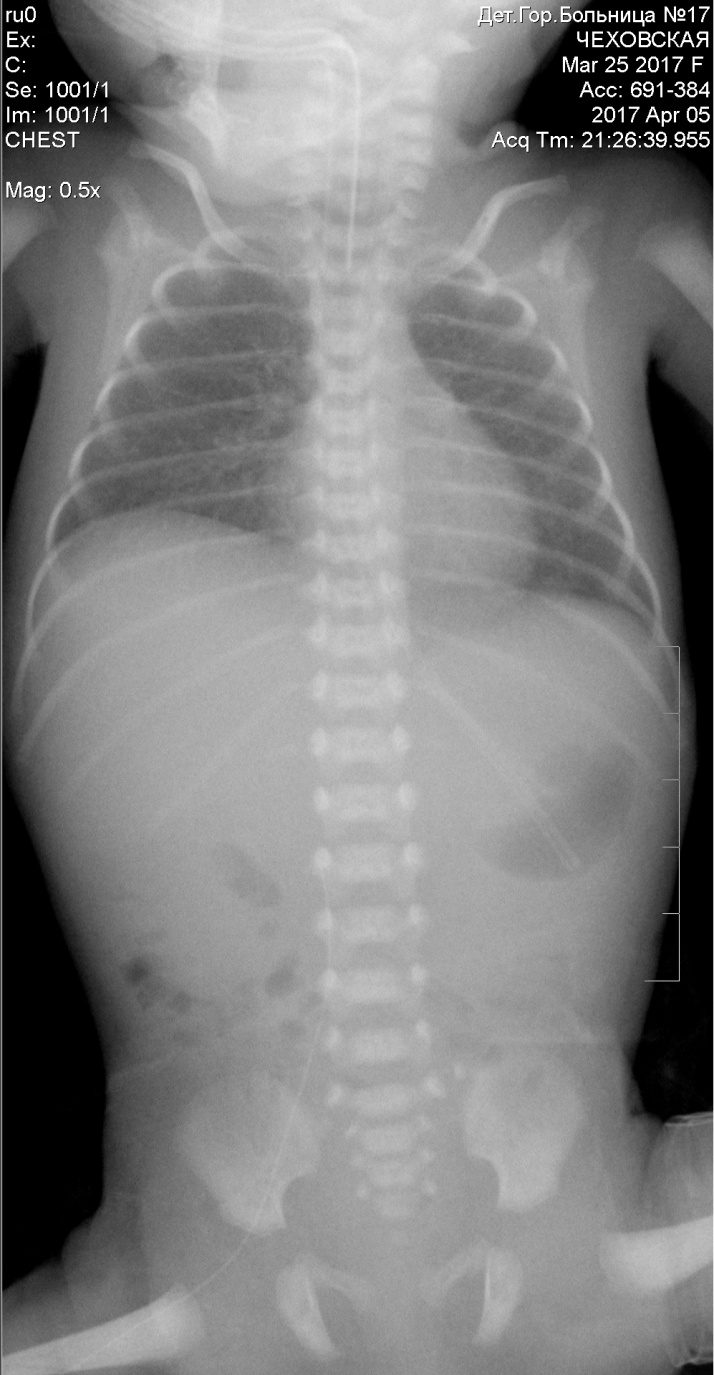 ru0
Ex:
C:
Se: 1001/1
Im: 1001/1
CHEST
Mag: 0.5x
Дет.Гор.Больница №17
ЧЕХОВСКАЯ
Mar 25 2017 F
Acc: 691-384
2017 Apr 05
Acq Tm: 21:26:39.955